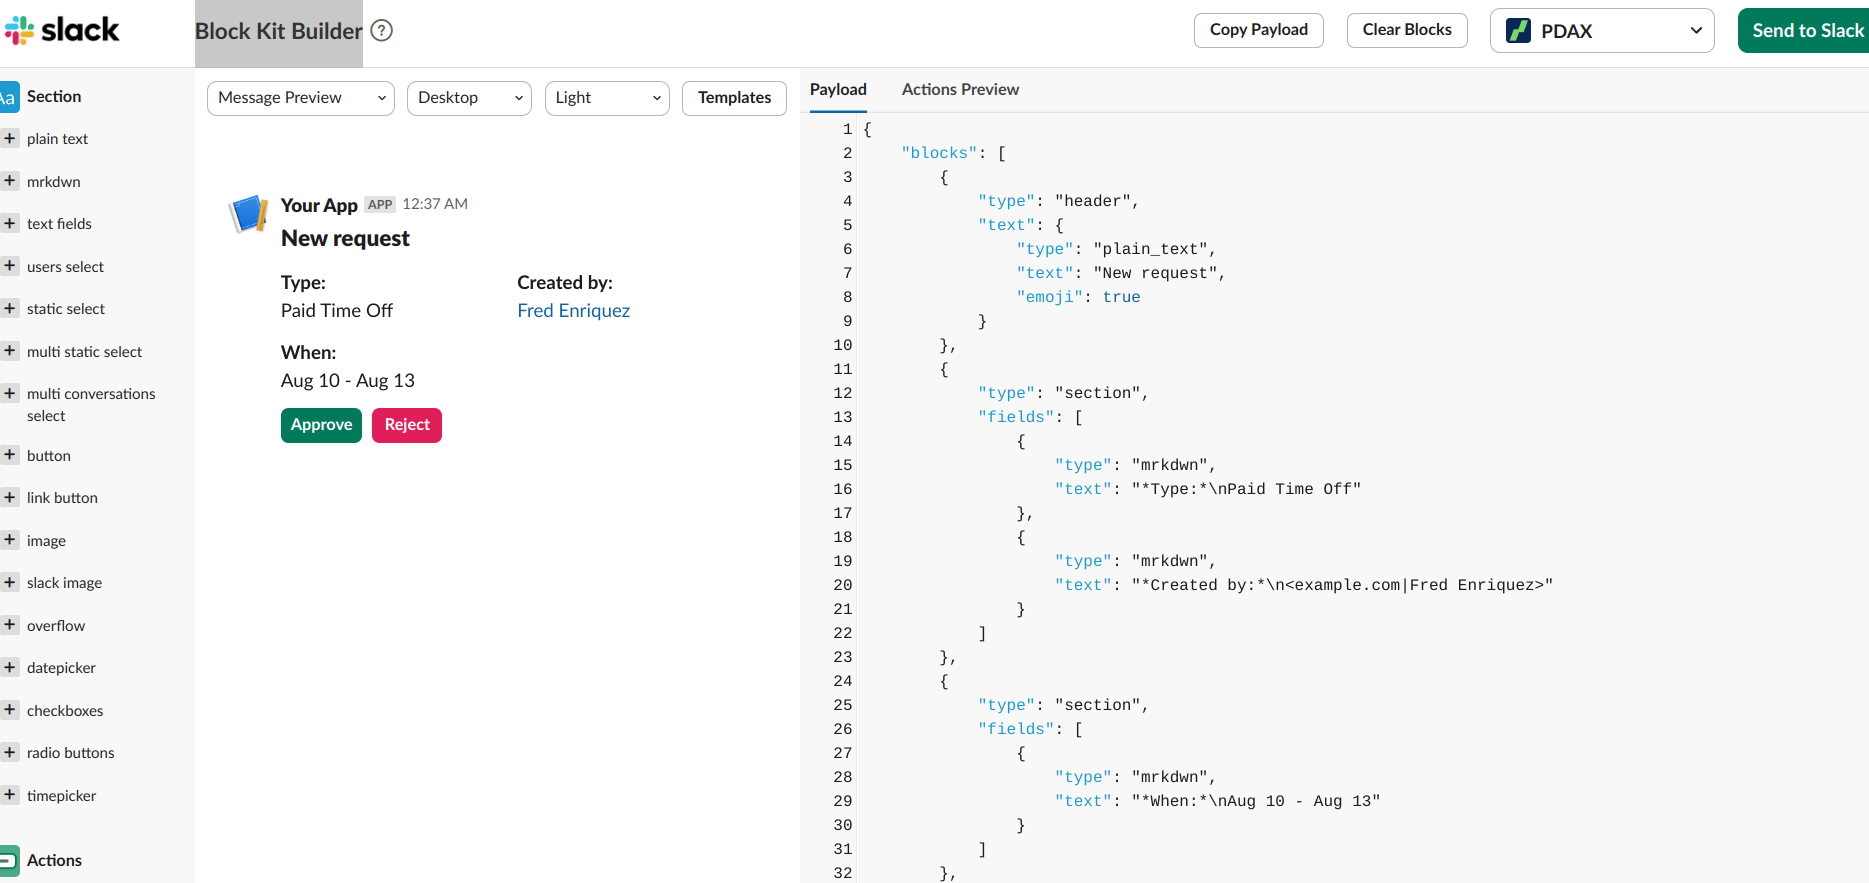 slack
Block Kit Builder ?
Copy Payload
Clear Blocks
PDAX
Send to Slack
Aa Section
+ plain text
+ mrkdwn
+ text fields
+ users select
+ static select
+ multi static select
+ multi conversations
select
+ button
+ link button
+ image
+ slack image
+ overflow
+ datepicker
+ checkboxes
+ radio buttons
+ timepicker
Actions
Message Preview
Desktop
Light
Templates
Your App APP 12:37 AM
New request
Type:
Paid Time Off
Created by:
Fred Enriquez
When:
Aug 10 - Aug 13
Approve
Reject
Payload
Actions Preview
1 {
2 "blocks": [
3 {
4 "type": "header",
5 "text": {
6 "type": "plain_text",
7 "text": "New request",
8 "emoji": true
9 }
10 },
11 {
12 "type": "section",
13 "fields": [
14 {
15 "type": "mrkdwn",
16 "text": "*Type:*\nPaid Time Off"
17 },
18 {
19 "type": "mrkdwn",
20 "text": "*Created by:*\n<example.com|Fred Enriquez>"
21 }
22 ]
23 },
24 {
25 "type": "section",
26 "fields": [
27 {
28 "type": "mrkdwn",
29 "text": "*When:*\nAug 10 - Aug 13"
30 }
31 ]
32 },